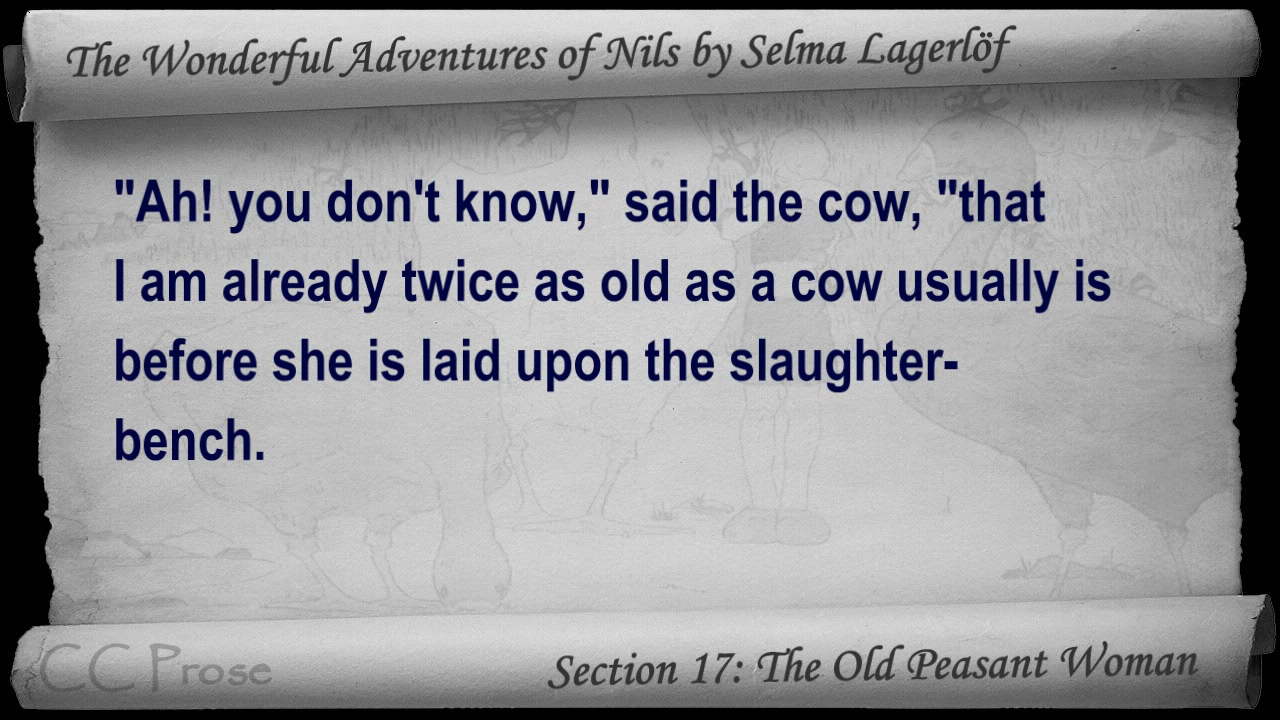 The Wonderful Adventures of Nils by Selma Lagerlöf
"Ah! you don't know," said the cow, "that
I am already twice as old as a cow usually is
before she is laid upon the slaughter-
bench.
CC Prose
Section 17: The Old Peasant Woman